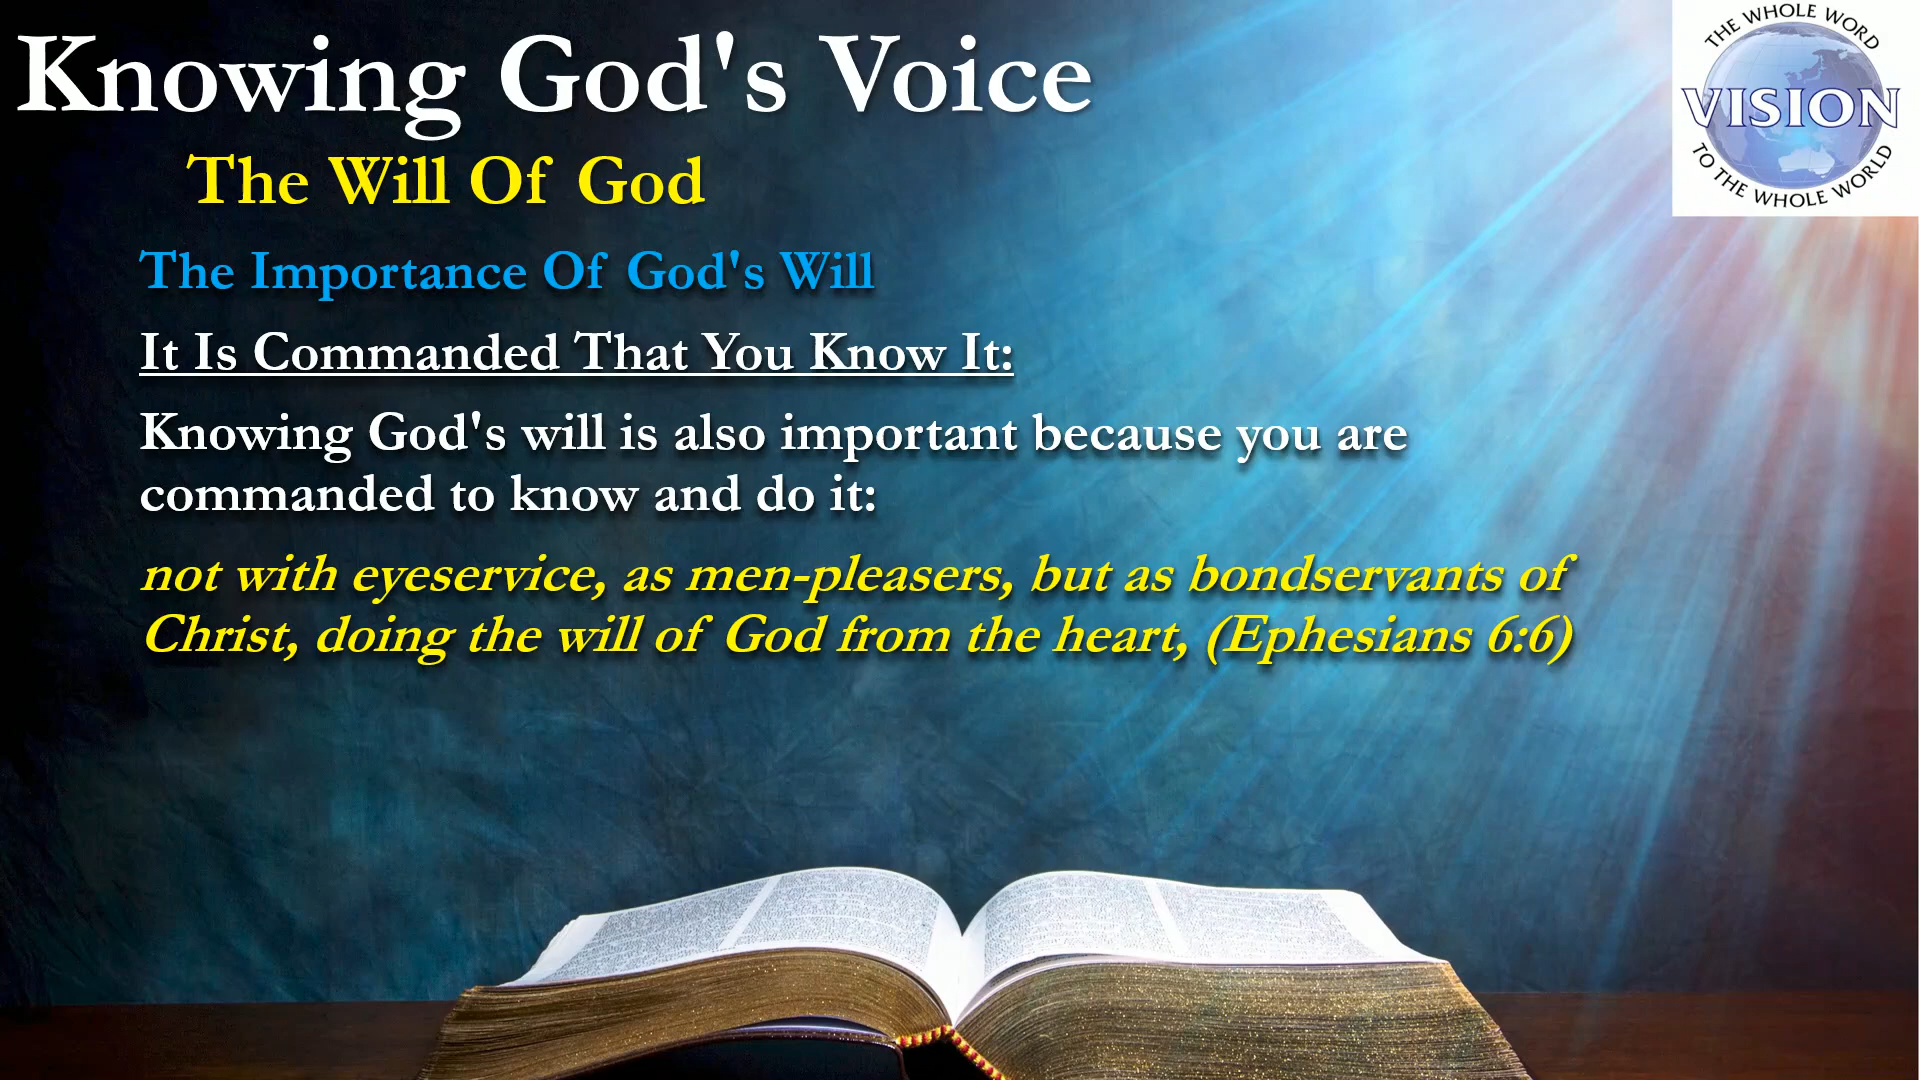 Knowing God's Voice
The Will Of God
The Importance Of God's Will
It Is Commanded That You Know It:
Knowing God's will is also important because you are
commanded to know and do it:
not with eyeservice, as men-pleasers, but as bondservants of
Christ, doing the will of God from the heart, (Ephesians 6:6)
THE WHOLE WORD
VISION
TO THE WHOLE WORLD